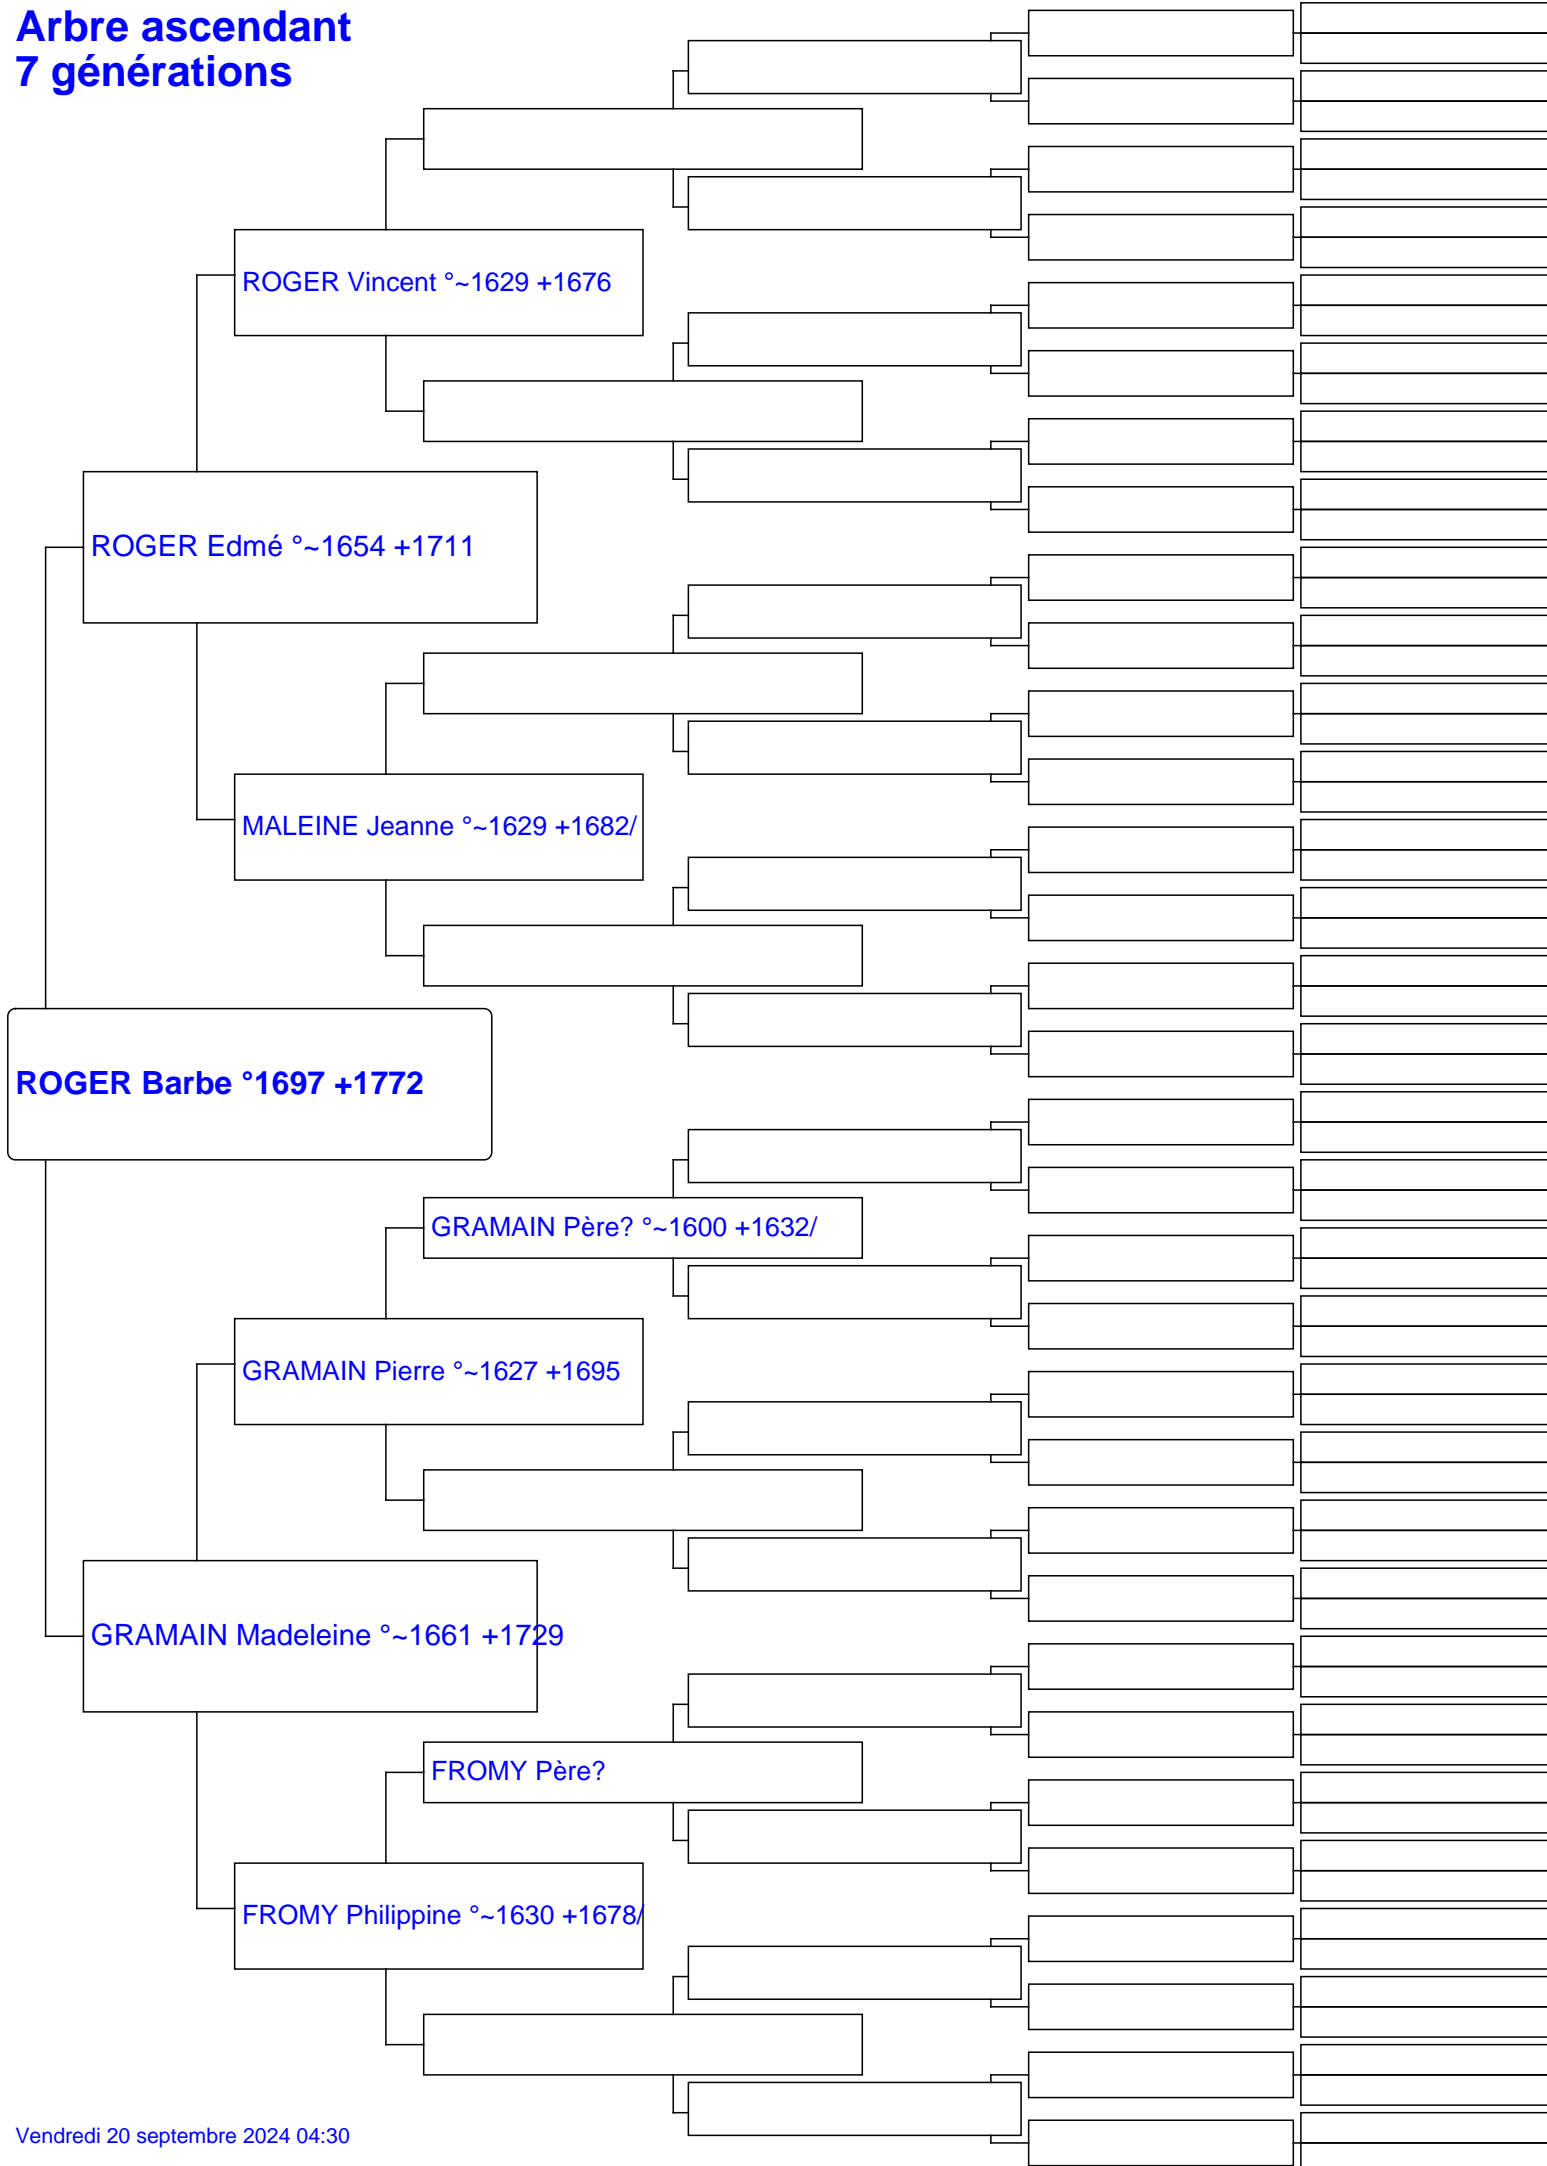 Arbre ascendant
7 générations
ROGER Vincent °~1629 +1676
ROGER Edmé °~1654 +1711
MALEINE Jeanne °~1629 +1682/
ROGER Barbe °1697 +1772
GRAMAIN Père? °~1600 +1632/
GRAMAIN Pierre °~1627 +1695
GRAMAIN Madeleine °~1661 +1729
FROMY Père?
FROMY Philippine °~1630 +1678/
Vendredi 20 septembre 2024 04:30